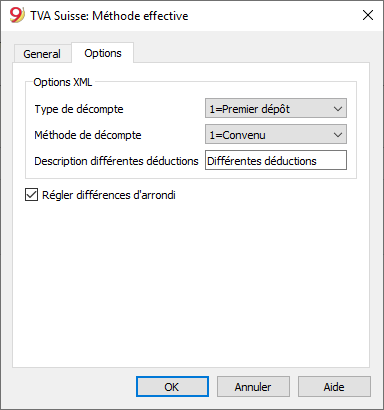 TVA Suisse: Méthode effective
General
Options
Options XML
Type de décompte
1=Premier dépôt
Méthode de décompte
1=Convenu
Description différentes déductions
Différentes déductions
Régler différences d'arrondi
OK
Annuler
Aide